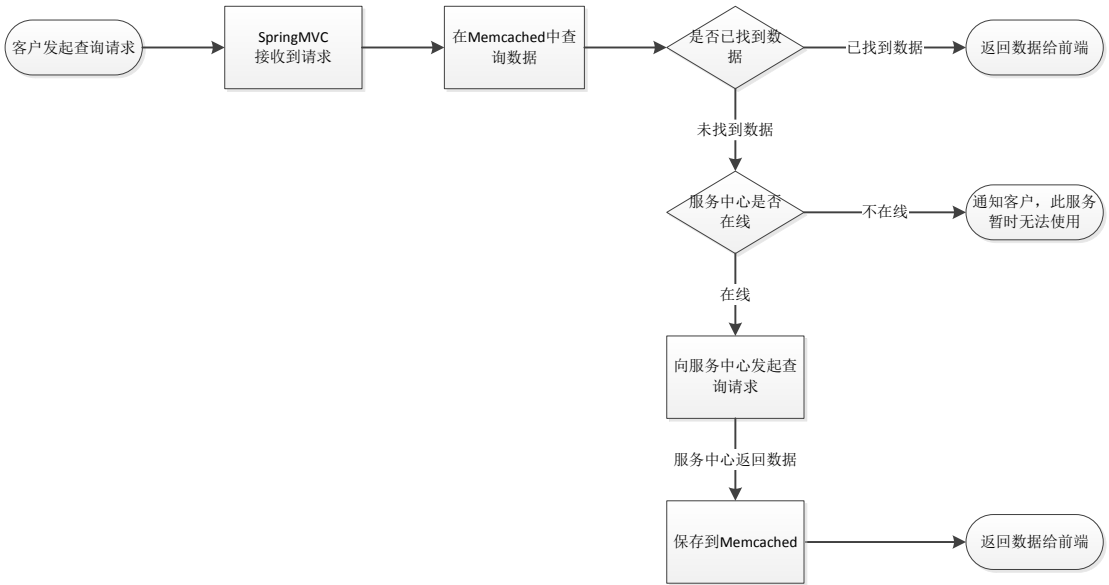 客户发起查询请求
SpringMVC
接收到请求
在Memcached中查
询数据
是否已找到数
据
已找到数据
返回数据给前端
未找到数据
服务中心是否
在线
不在线
通知客户，此服务
暂时无法使用
在线
向服务中心发起查
询请求
服务中心返回数据
保存到Memcached
返回数据给前端